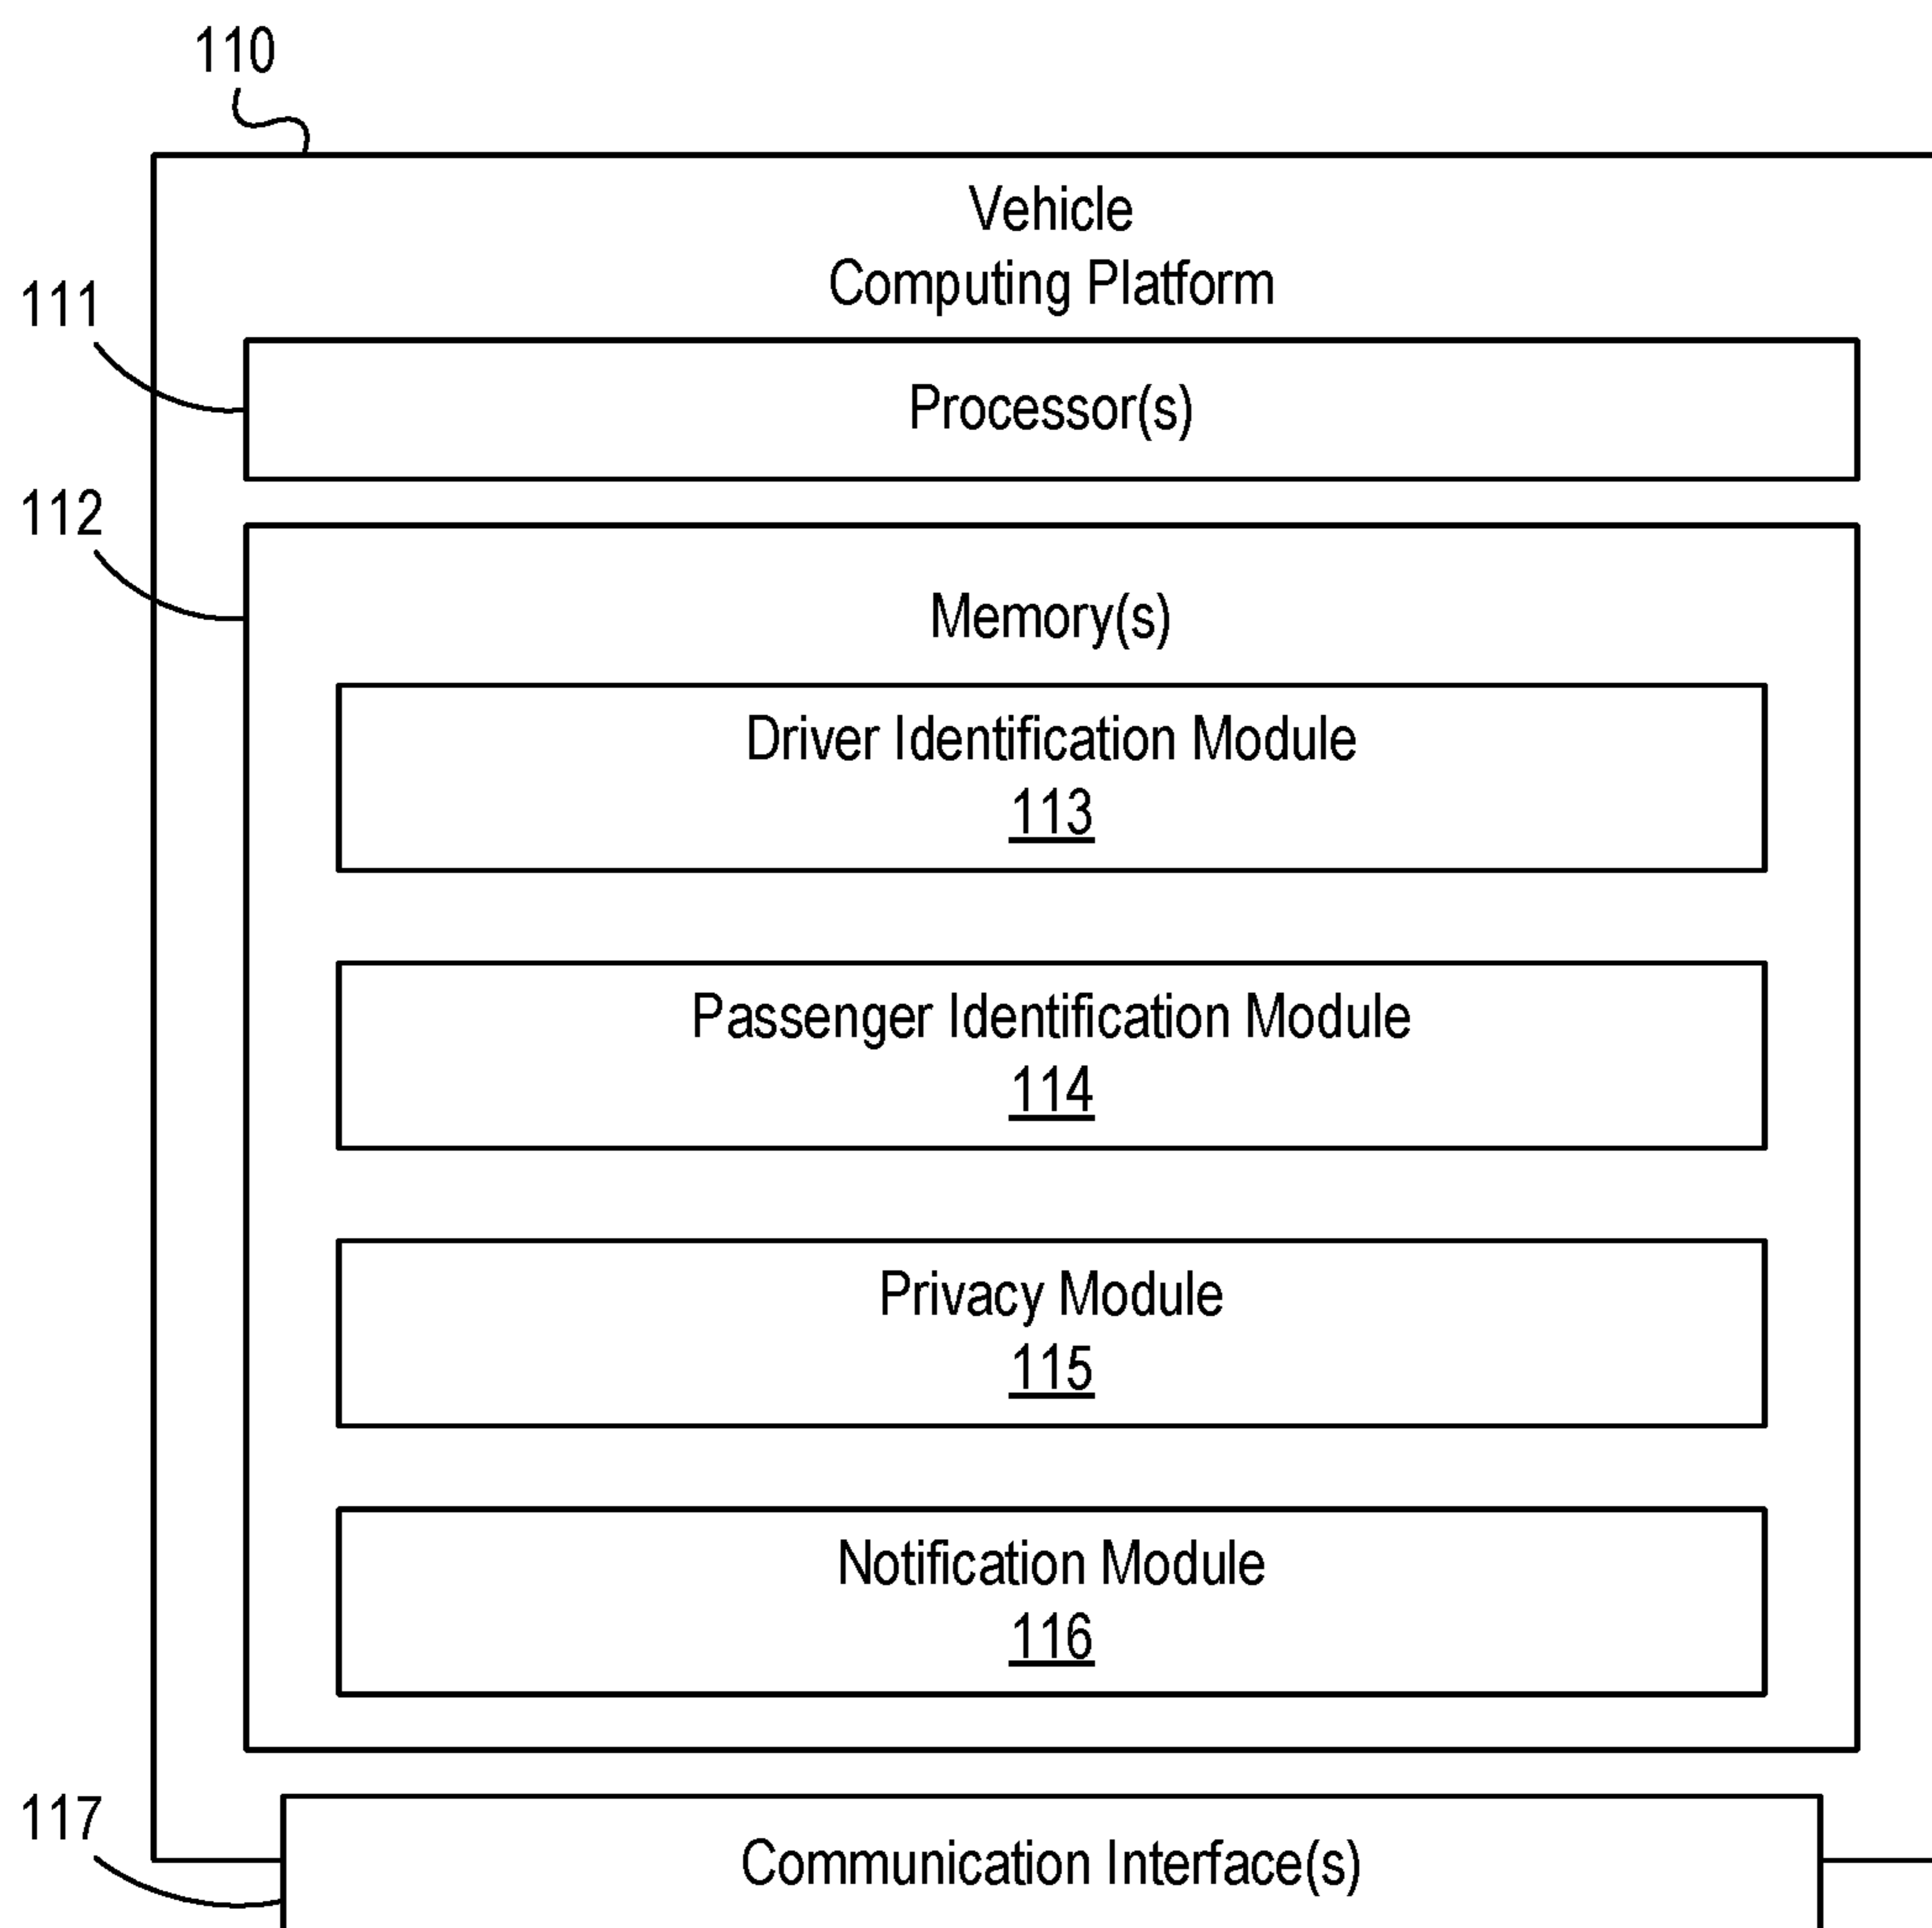 110
Vehicle
Computing Platform
111
Processor(s)
112
Memory(s)
Driver Identification Module
113
Passenger Identification Module
114
Privacy Module
115
Notification Module
116
117
Communication Interface(s)